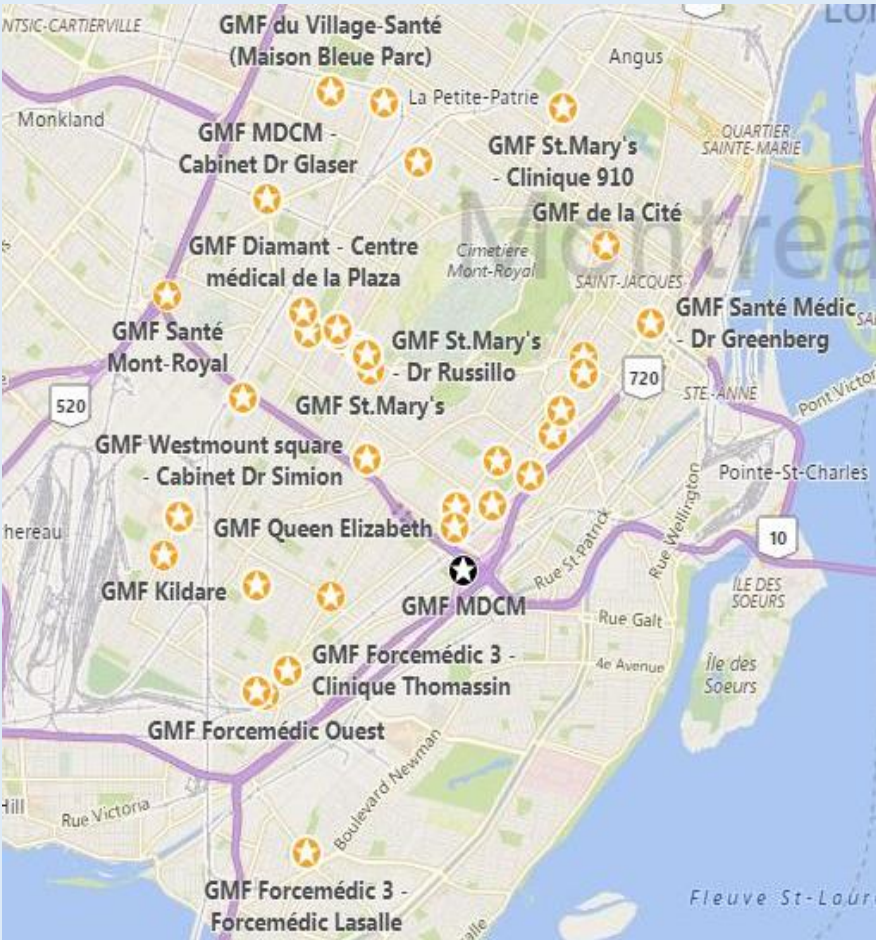 NTSIC-CARTIERVILLE
GMF du Village-Santé
(Maison Bleue Parc)
Angus
La Petite-Patrie
Monkland
GMF MDCM -
Cabinet Dr Glaser
GMF St.Mary's
- Clinique 910
QUARTIER
SAINTE-MARIE
GMF de la Cité
Montréa
Cimetière
Mont-Royal
GMF Diamant - Centre
médical de la Plaza
SAINT-JACQUES
GMF Santé Médic
- Dr Greenberg
GMF Santé
Mont-Royal
GMF St.Mary's
- Dr Russillo
720
STE-ANNE
Pont Victor
520
GMF St.Mary's
GMF Westmount square
- Cabinet Dr Simion
Pointe-St-Charles
hereau
GMF Queen Elizabeth
Rue St-Patrick
Rue Wellington
10
GMF Kildare
GMF MDCM
ÎLE DES
SOEURS
Rue Galt
GMF Forcemédic 3 -
Clinique Thomassin
4e Avenue
Île des
Soeurs
GMF Forcemédic Ouest
Hill
Rue Victoria
Boulevard Newman
GMF Forcemédic 3 -
Forcemédic Lasalle
Fleuve St-Lour